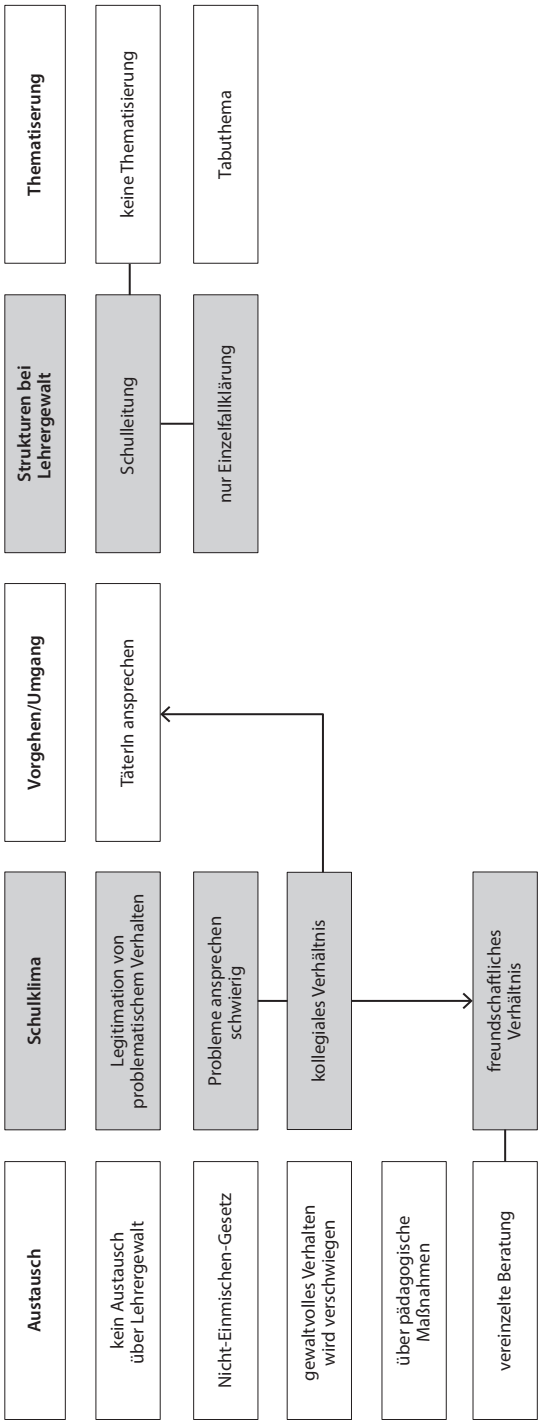 Austausch
kein Austausch
über Lehrergewalt
Nicht-Einmischen-Gesetz
gewaltvolles Verhalten
wird verschwiegen
über pädagogische
Maßnahmen
vereinzelte Beratung
Schulklima
Legitimation von
problematischem Verhalten
Probleme ansprechen
schwierig
kollegiales Verhältnis
freundschaftliches
Verhältnis
Vorgehen/Umgang
TäterIn ansprechen
Strukturen bei
Lehrergewalt
Schulleitung
nur Einzelfallklärung
Thematisierung
keine Thematisierung
Tabuthema